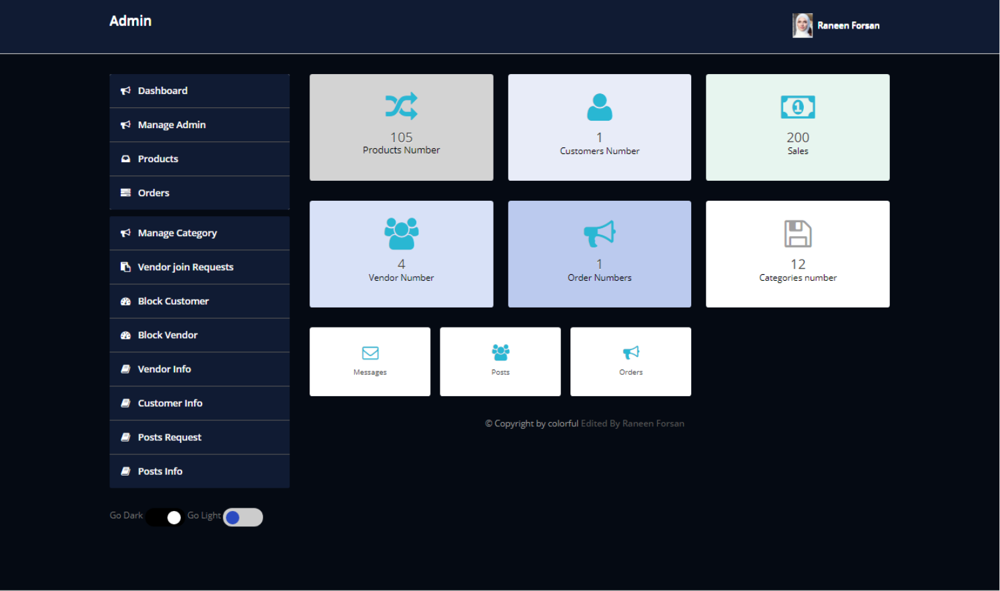 Admin
Raneen Forsan
Dashboard
Manage Admin
Products
Orders
Manage Category
Vendor join Requests
Block Customer
Block Vendor
Vendor Info
Customer Info
Posts Request
Posts Info
Go Dark
Go Light
105
Products Number
1
Customers Number
1
200
Sales
4
Vendor Number
1
Order Numbers
12
Categories number
Messages
Posts
Orders
© Copyright by colorful Edited By Raneen Forsan